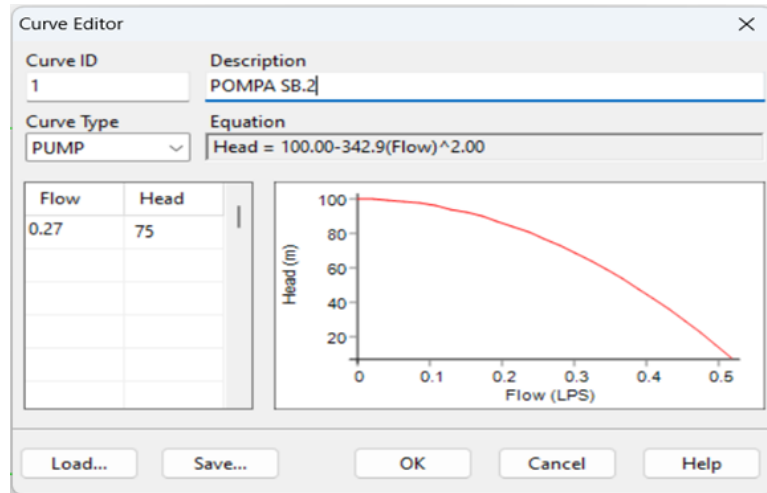 Curve Editor
Curve ID Description
1 POMPA SB.2
Curve Type Equation
PUMP Head = 100.00-342.9(Flow)^2.00
Flow Head
0.27 75
100
80
60
40
20
Head (m)
0 0.1 0.2 0.3 0.4 0.5
Flow (LPS)
Load... Save... OK Cancel Help